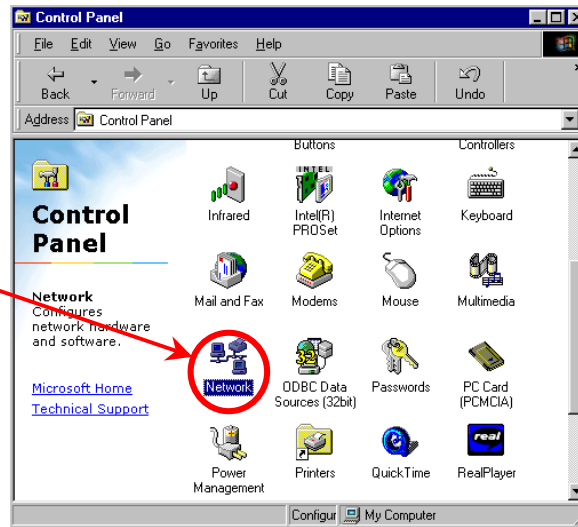 Control Panel
File Edit View Go Favorites Help
Back Forward Up Cut Copy Paste Undo
»
Address Control Panel
Buttons Controllers
Control
Panel
Network
Configures
network hardware
and software.
Microsoft Home
Technical Support
INTEL
Infrared Intel(R) Internet Keyboard
PROSet Options
Mail and Fax Modems Mouse Multimedia
32
Network ODBC Data Passwords PC Card
Sources (32bit) (PCMCIA)
real
Power Printers QuickTime RealPlayer
Management
Configur My Computer